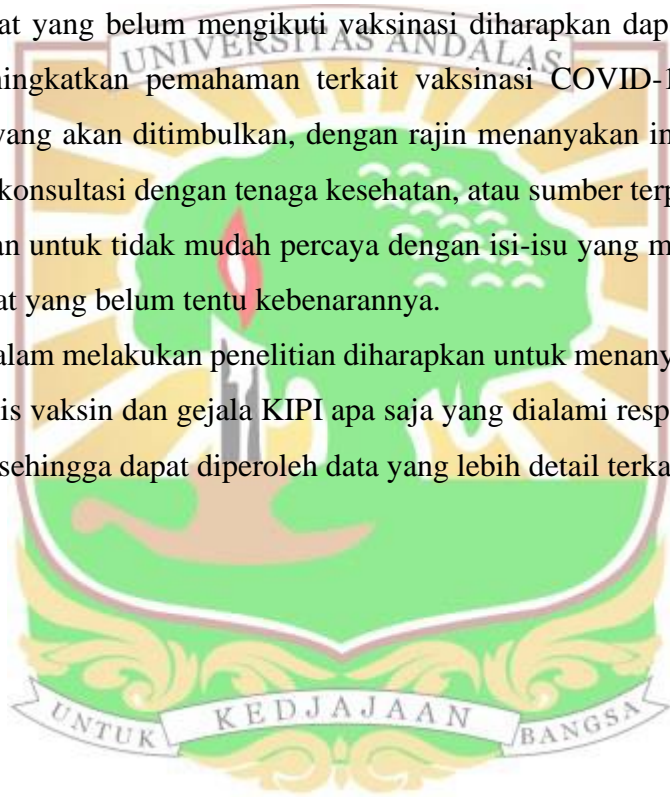 at yang belum mengikuti vaksinasi diharapkan dap
UNIVERSITAS ANDALAS
ningkatkan pemahaman terkait vaksinasi COVID-1
yang akan ditimbulkan, dengan rajin menanyakan in
konsultasi dengan tenaga kesehatan, atau sumber terp
an untuk tidak mudah percaya dengan isi-isu yang m
at yang belum tentu kebenarannya.
alam melakukan penelitian diharapkan untuk menany
is vaksin dan gejala KIPI apa saja yang dialami resp
sehingga dapat diperoleh data yang lebih detail terka
UNTUK KEDJAJAAN BANGSA